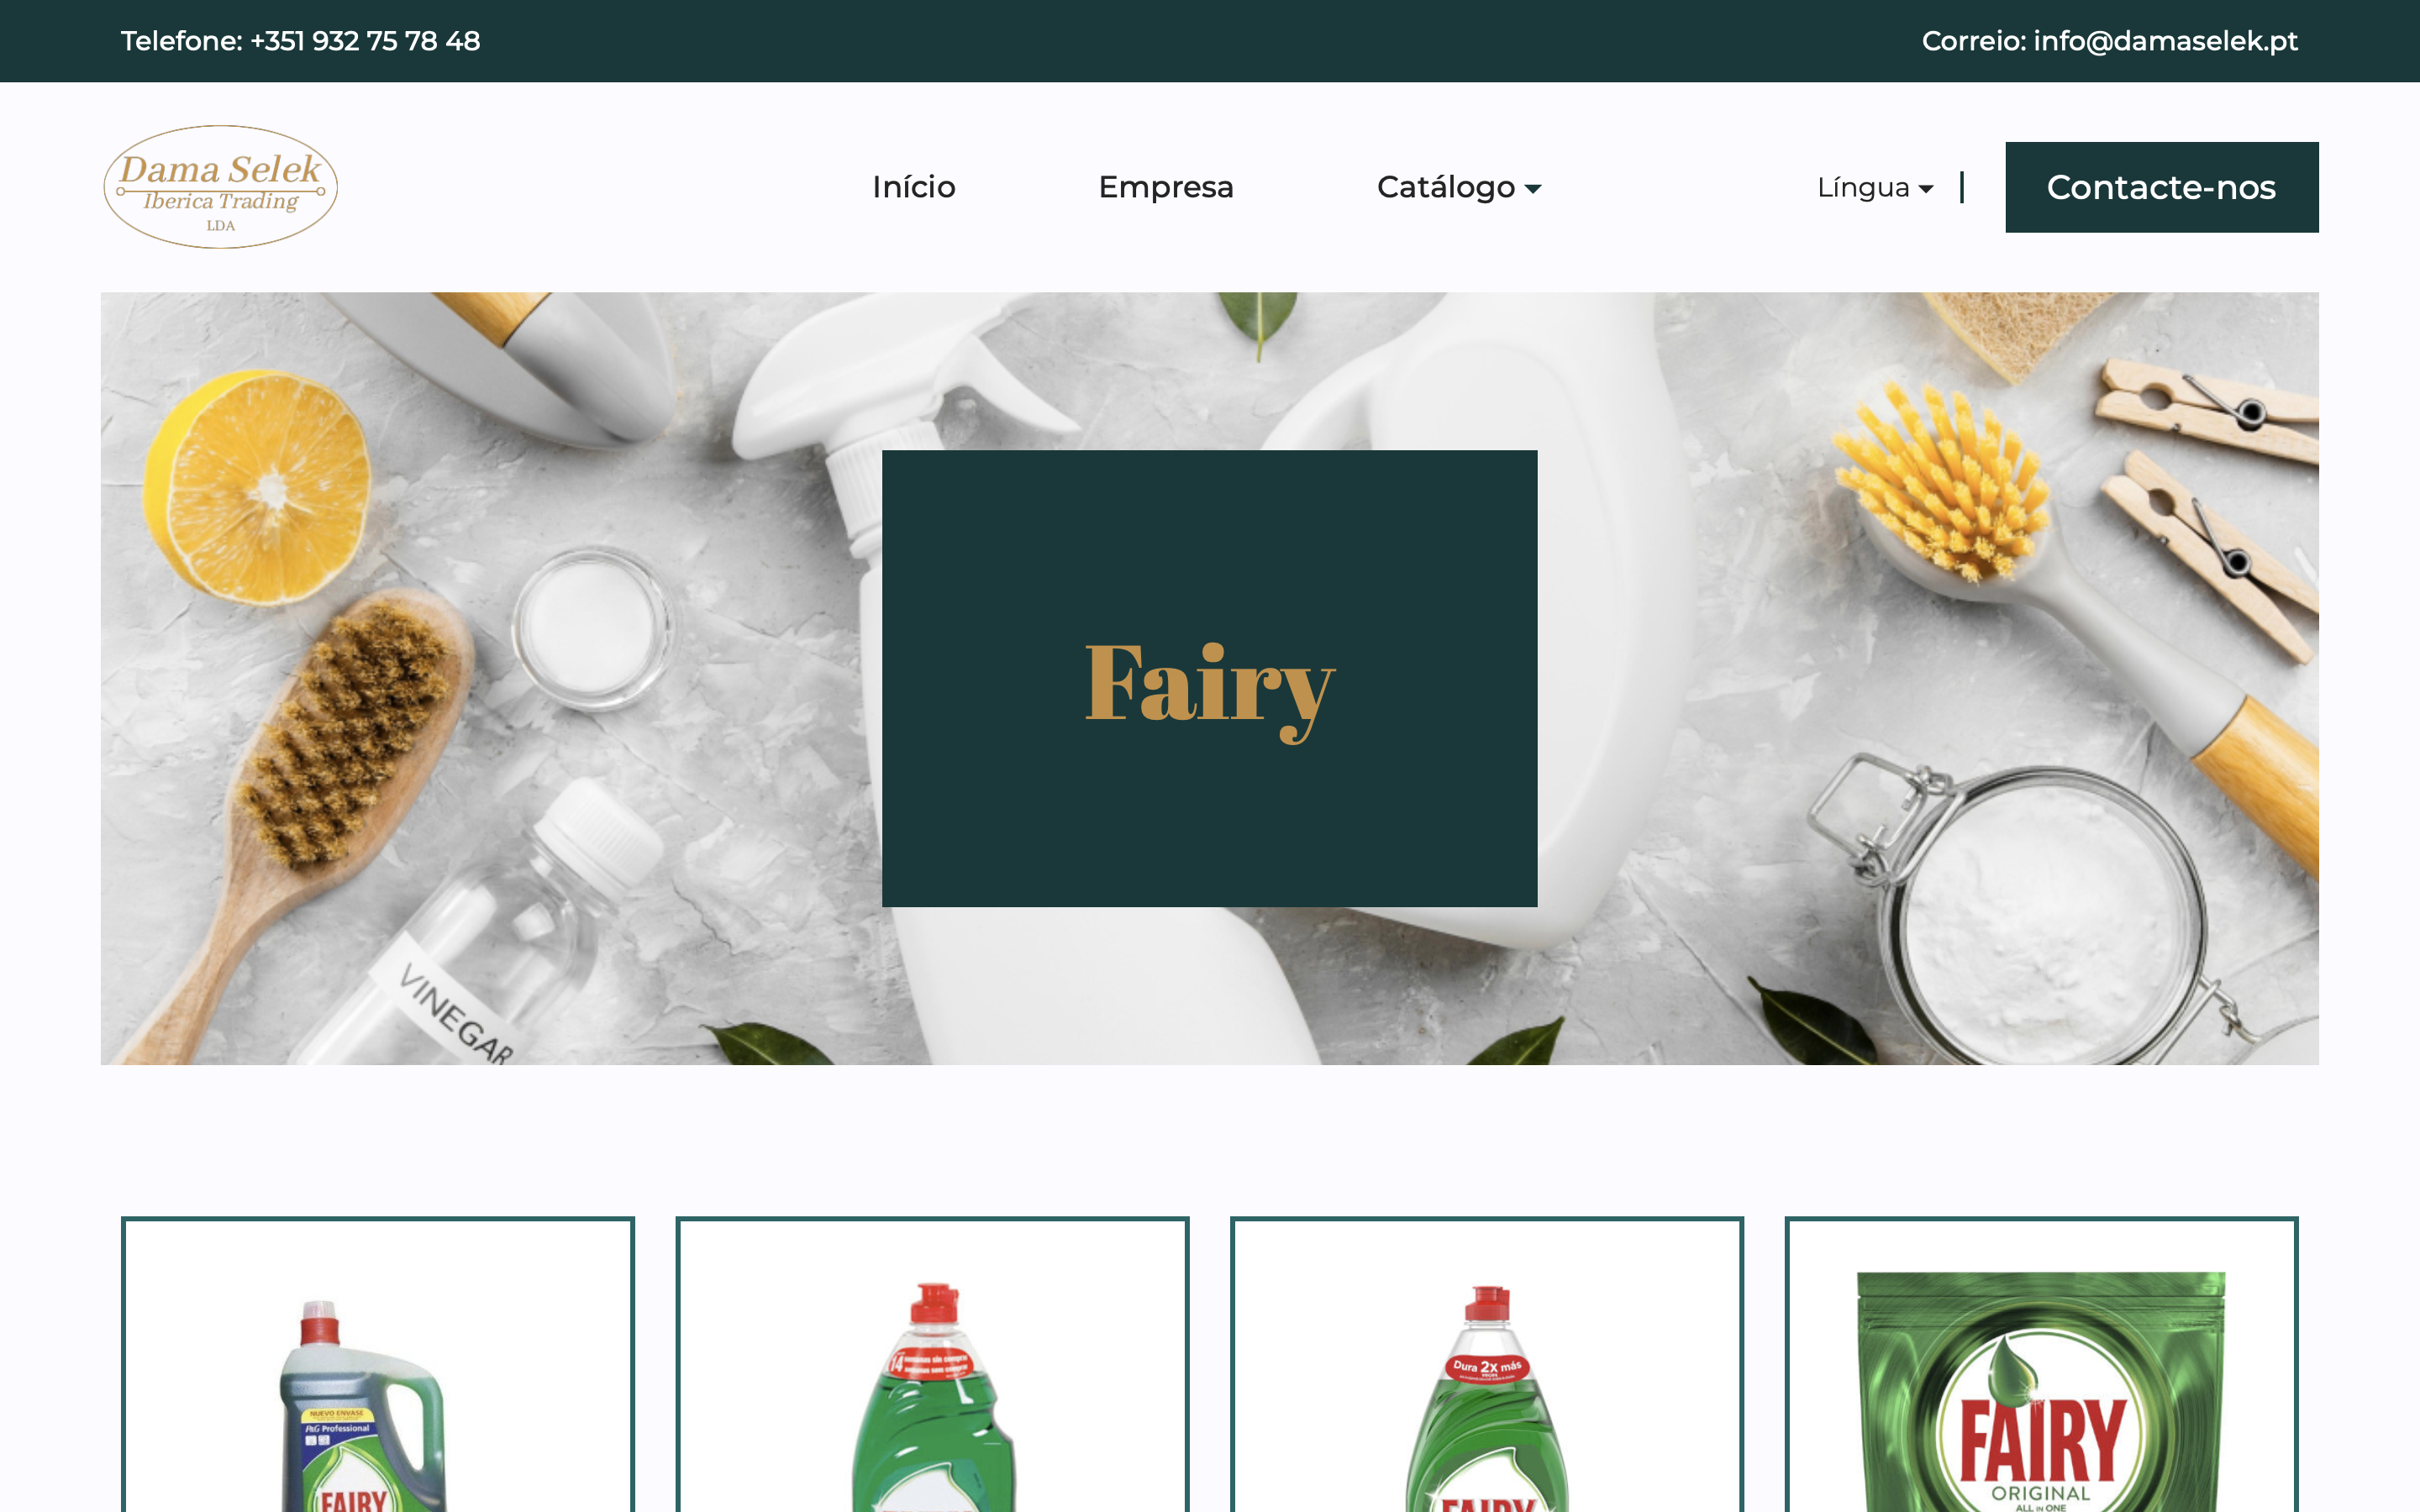 Telefone: +351 932 75 78 48
Correio: info@damaselek.pt
Dama Selek
Iberica Trading
LDA
Início
Empresa
Catálogo
Língua
Contacte-nos
Fairy
VINEGAR
NUEVO ENVASE
P&G Professional
FAIRY
14
Dura 2x más
FAIRY
FAIRY
ORIGINAL
ALL IN ONE